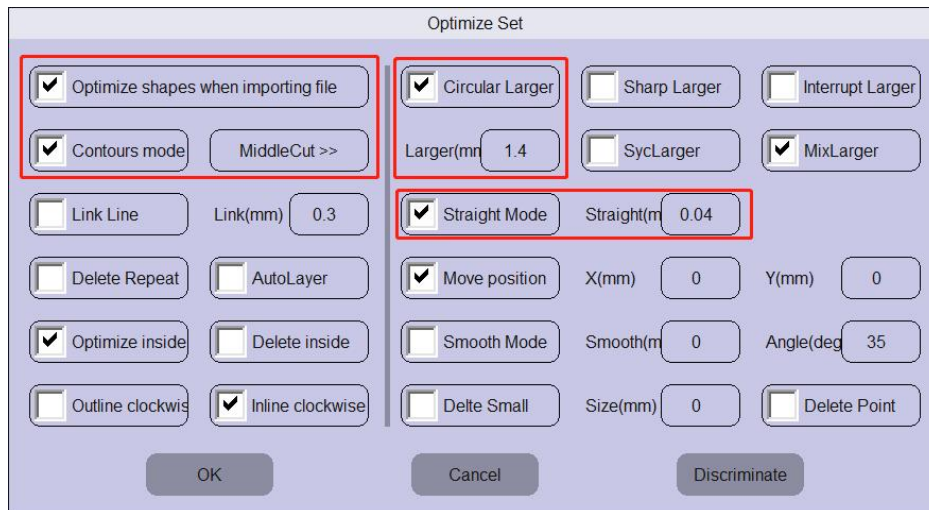 Optimize Set
Optimize shapes when importing file
Contours mode
MiddleCut >>
Link Line
Link(mm)
0.3
Delete Repeat
AutoLayer
Optimize inside
Delete inside
Outline clockwis
Inline clockwise
Circular Larger
Sharp Larger
Interrupt Larger
Larger(mn
1.4
SycLarger
MixLarger
Straight Mode
Straight(m
0.04
Move position
X(mm)
0
Y(mm)
0
Smooth Mode
Smooth(m
0
Angle(deg
35
Delte Small
Size(mm)
0
Delete Point
OK
Cancel
Discriminate